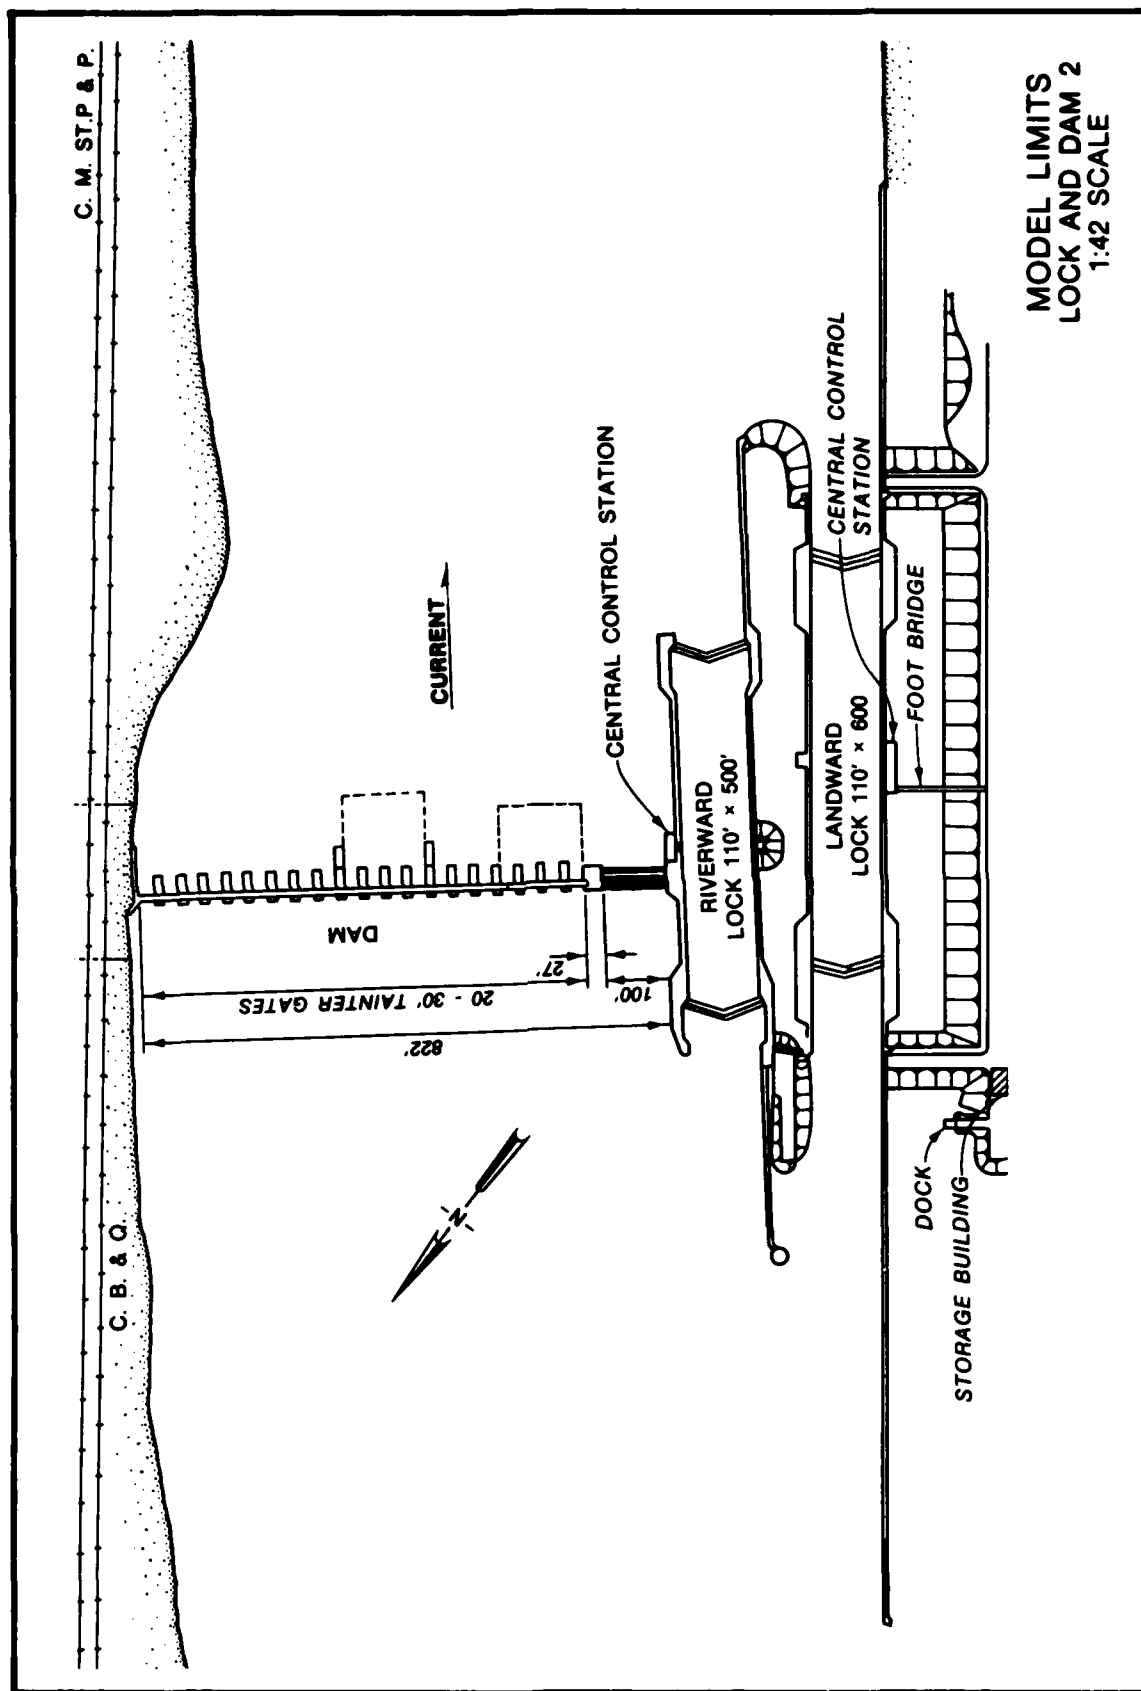 C. M. ST.P & P.
C. B. & Q.
CURRENT
CENTRAL CONTROL STATION
DAM
20 - 30' TAINTER GATES
27'
100'
822'
N
RIVERWARD
LOCK 110' × 500'
LANDWARD
LOCK 110' × 600
CENTRAL CONTROL
STATION
FOOT BRIDGE
DOCK
STORAGE BUILDING
MODEL LIMITS
LOCK AND DAM 2
1:42 SCALE